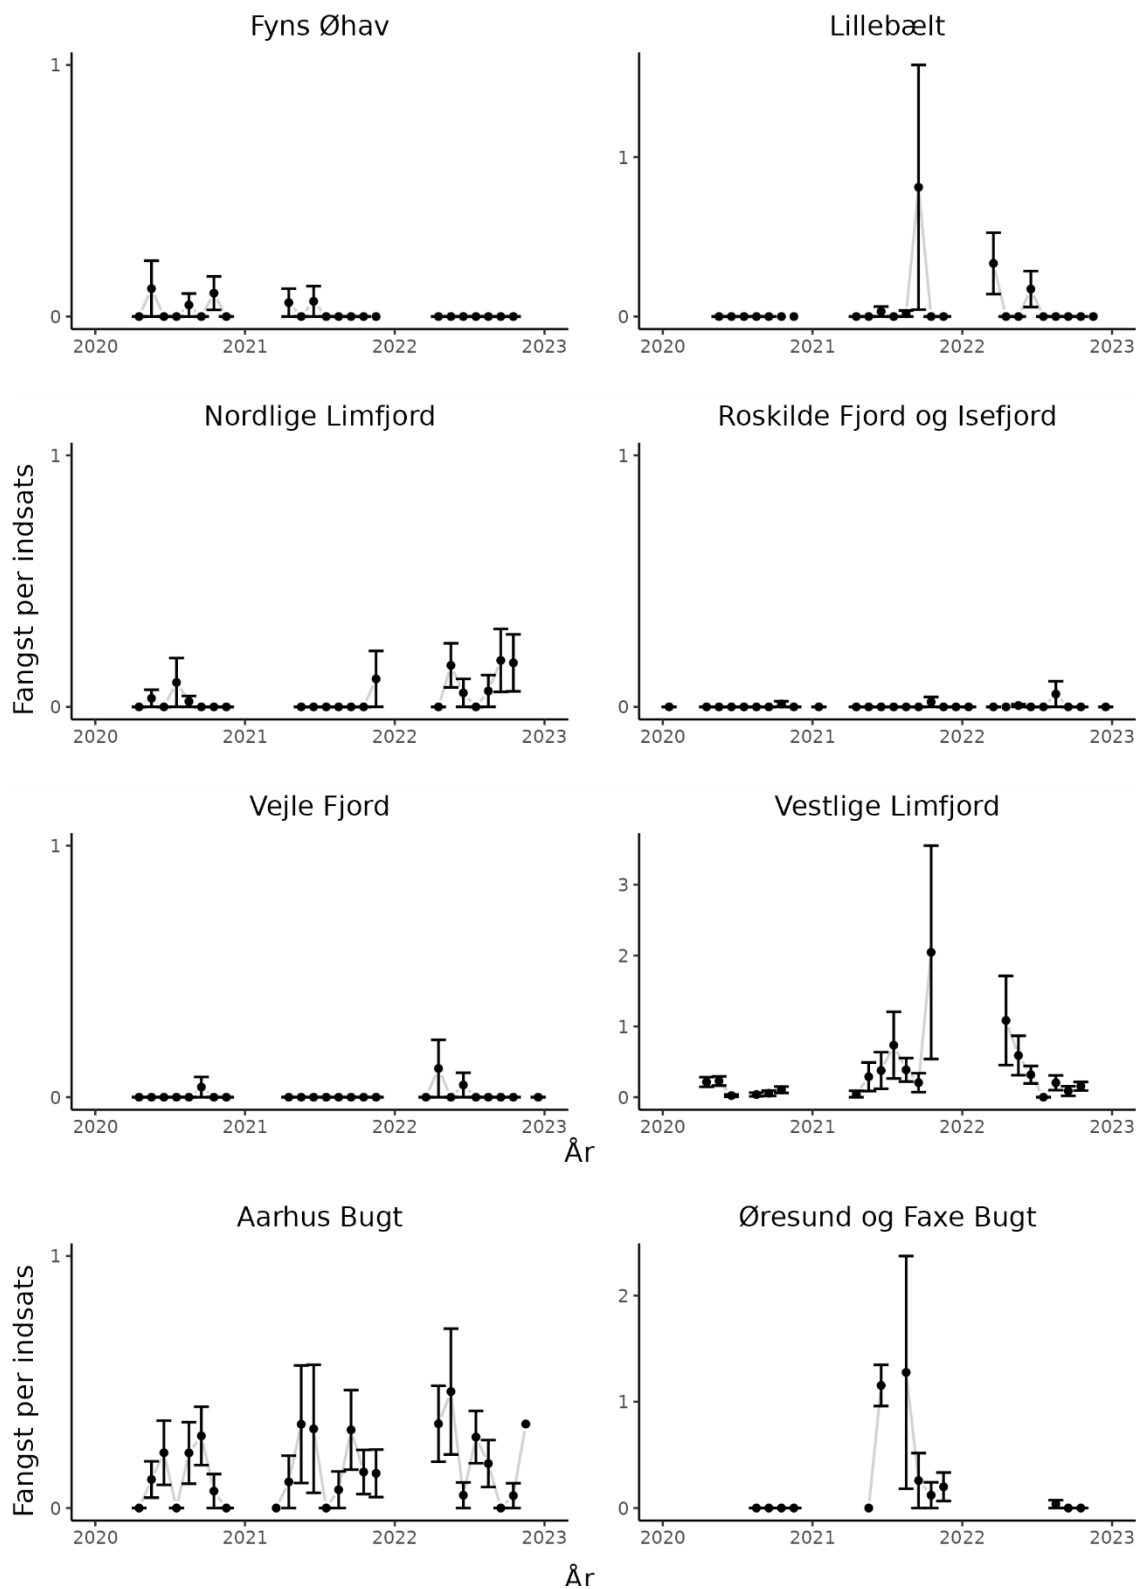 Fyns Øhav
Lillebælt
1
0
2020 2021 2022 2023
1
0
2020 2021 2022 2023
Nordlige Limfjord
Roskilde Fjord og Isefjord
Fangst per indsats
1
0
2020 2021 2022 2023
1
0
2020 2021 2022 2023
Vejle Fjord
Vestlige Limfjord
1
0
2020 2021 2022 2023
3
2
1
0
2020 2021 2022 2023
År
Aarhus Bugt
Øresund og Faxe Bugt
Fangst per indsats
1
0
2020 2021 2022 2023
2
1
0
2020 2021 2022 2023
År